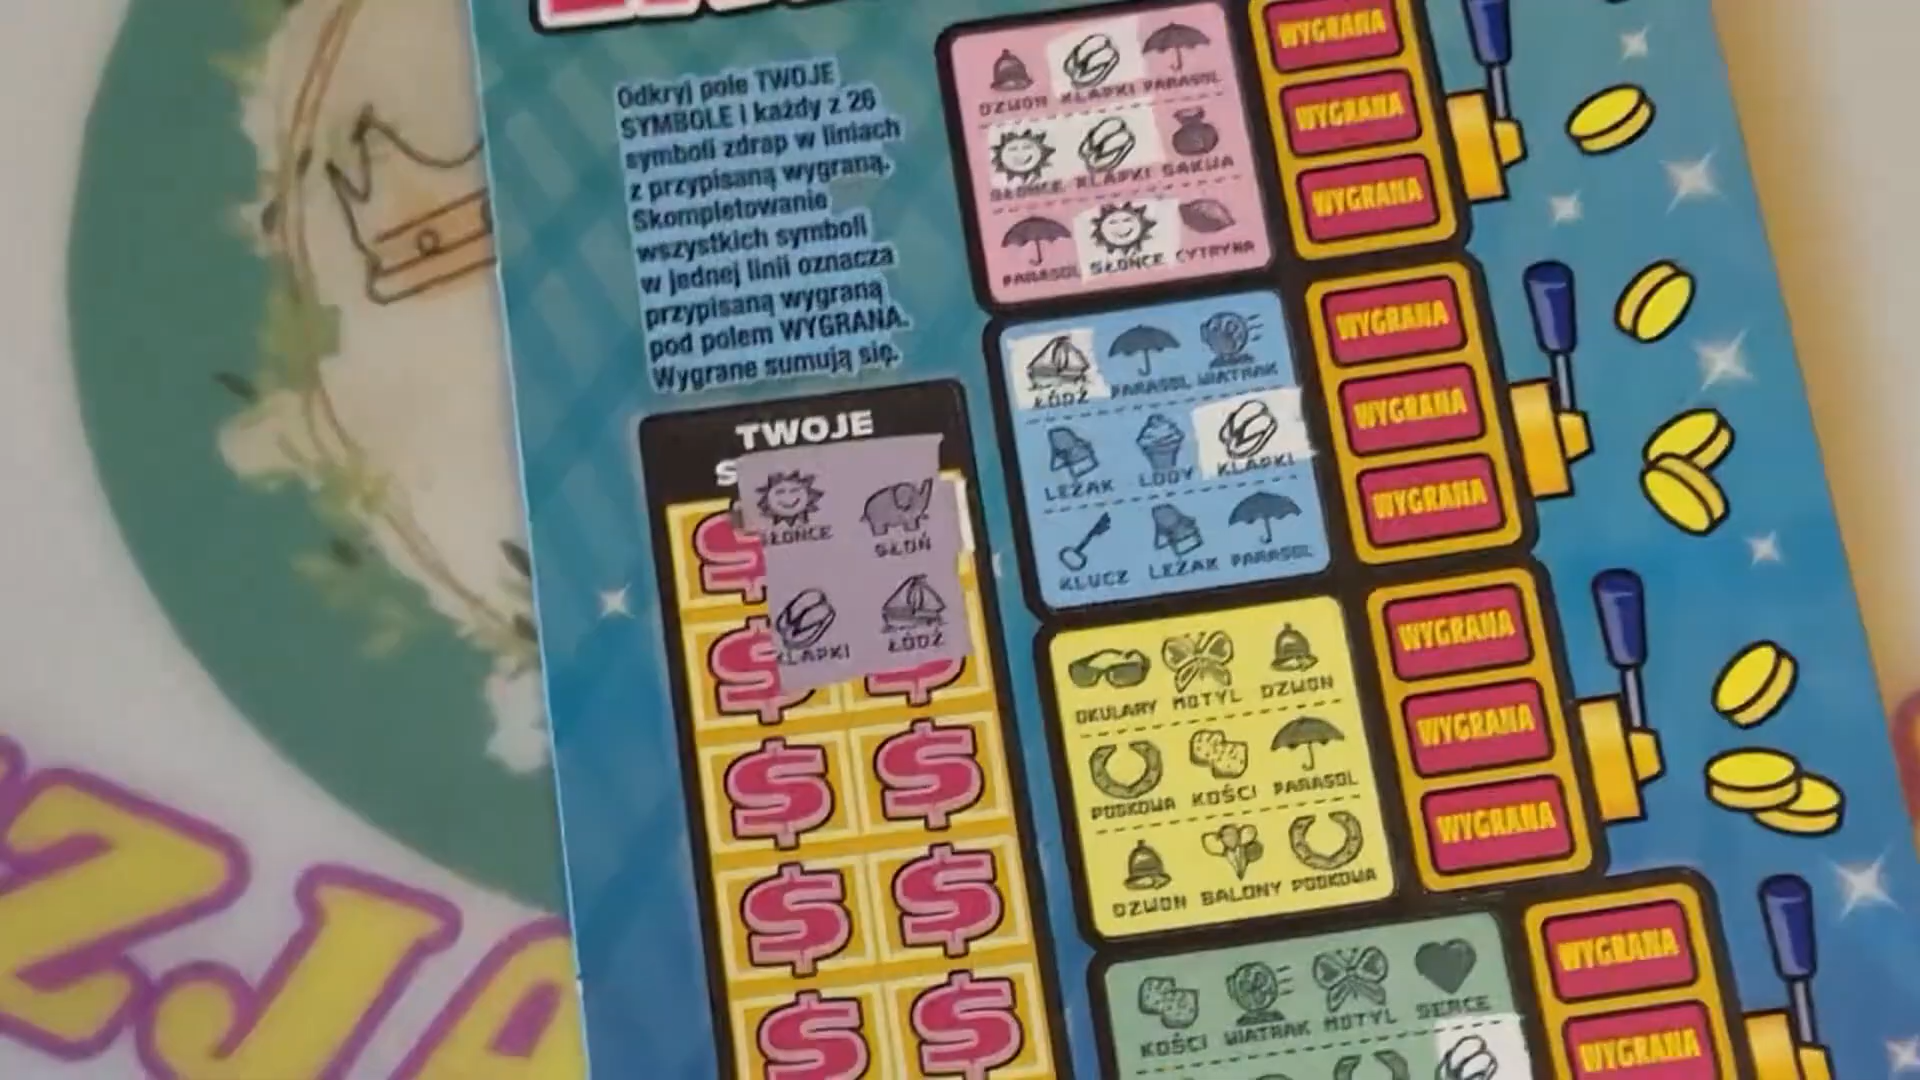 Odkryj pole TWOJE
SYMBOLE i każdy z 26
symboli zdrap w liniach
z przypisaną wygraną.
Skompletowanie
wszystkich symboli
w jednej linii oznacza
przypisaną wygraną
pod polem WYGRANA.
Wygrane sumują się.
TWOJE
SŁOŃCE SŁOŃ
KLAPKI ŁÓDŹ
DZWON KLAPKI PARASOL
SŁOŃCE KLAPKI SAKWA
PARASOL SŁOŃCE CYTRYNA
WYGRANA
WYGRANA
WYGRANA
ŁÓDŹ PARASOL WIATRAK
LEŻAK LODY KLAPKI
KLUCZ LEŻAK PARASOL
WYGRANA
WYGRANA
WYGRANA
OKULARY MOTYL DZWON
PODKOWA KOŚCI PARASOL
DZWON BALONY PODKOWA
WYGRANA
WYGRANA
WYGRANA
KOŚCI WIATRAK MOTYL SERCE
WYGRANA
WYGRANA